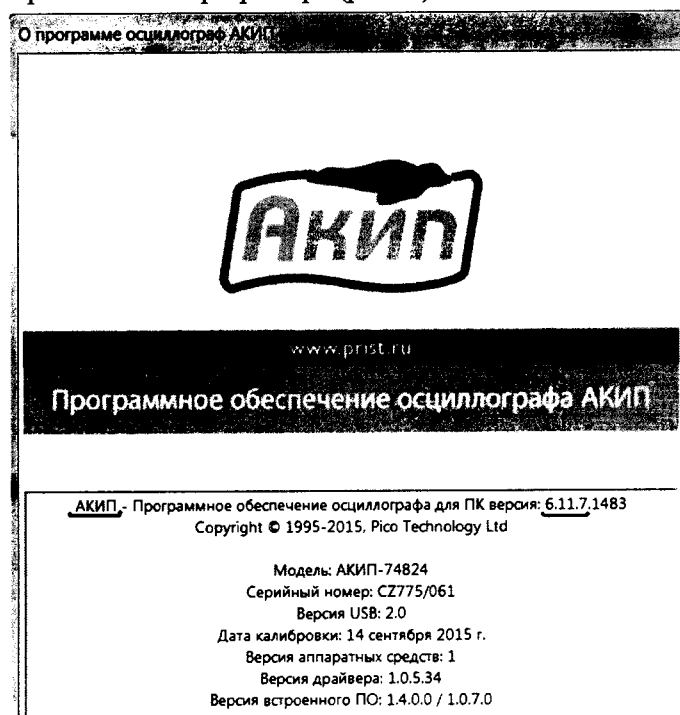 О программе осциллограф АКИП
Акип
www.prist.ru
Программное обеспечение осциллографа АКИП
АКИП - Программное обеспечение осциллографа для ПК версия: 6.11.7.1483
Copyright © 1995-2015, Pico Technology Ltd
Модель: АКИП-74824
Серийный номер: CZ775/061
Версия USB: 2.0
Дата калибровки: 14 сентября 2015 г.
Версия аппаратных средств: 1
Версия драйвера: 1.0.5.34
Версия встроенного ПО: 1.4.0.0 / 1.0.7.0